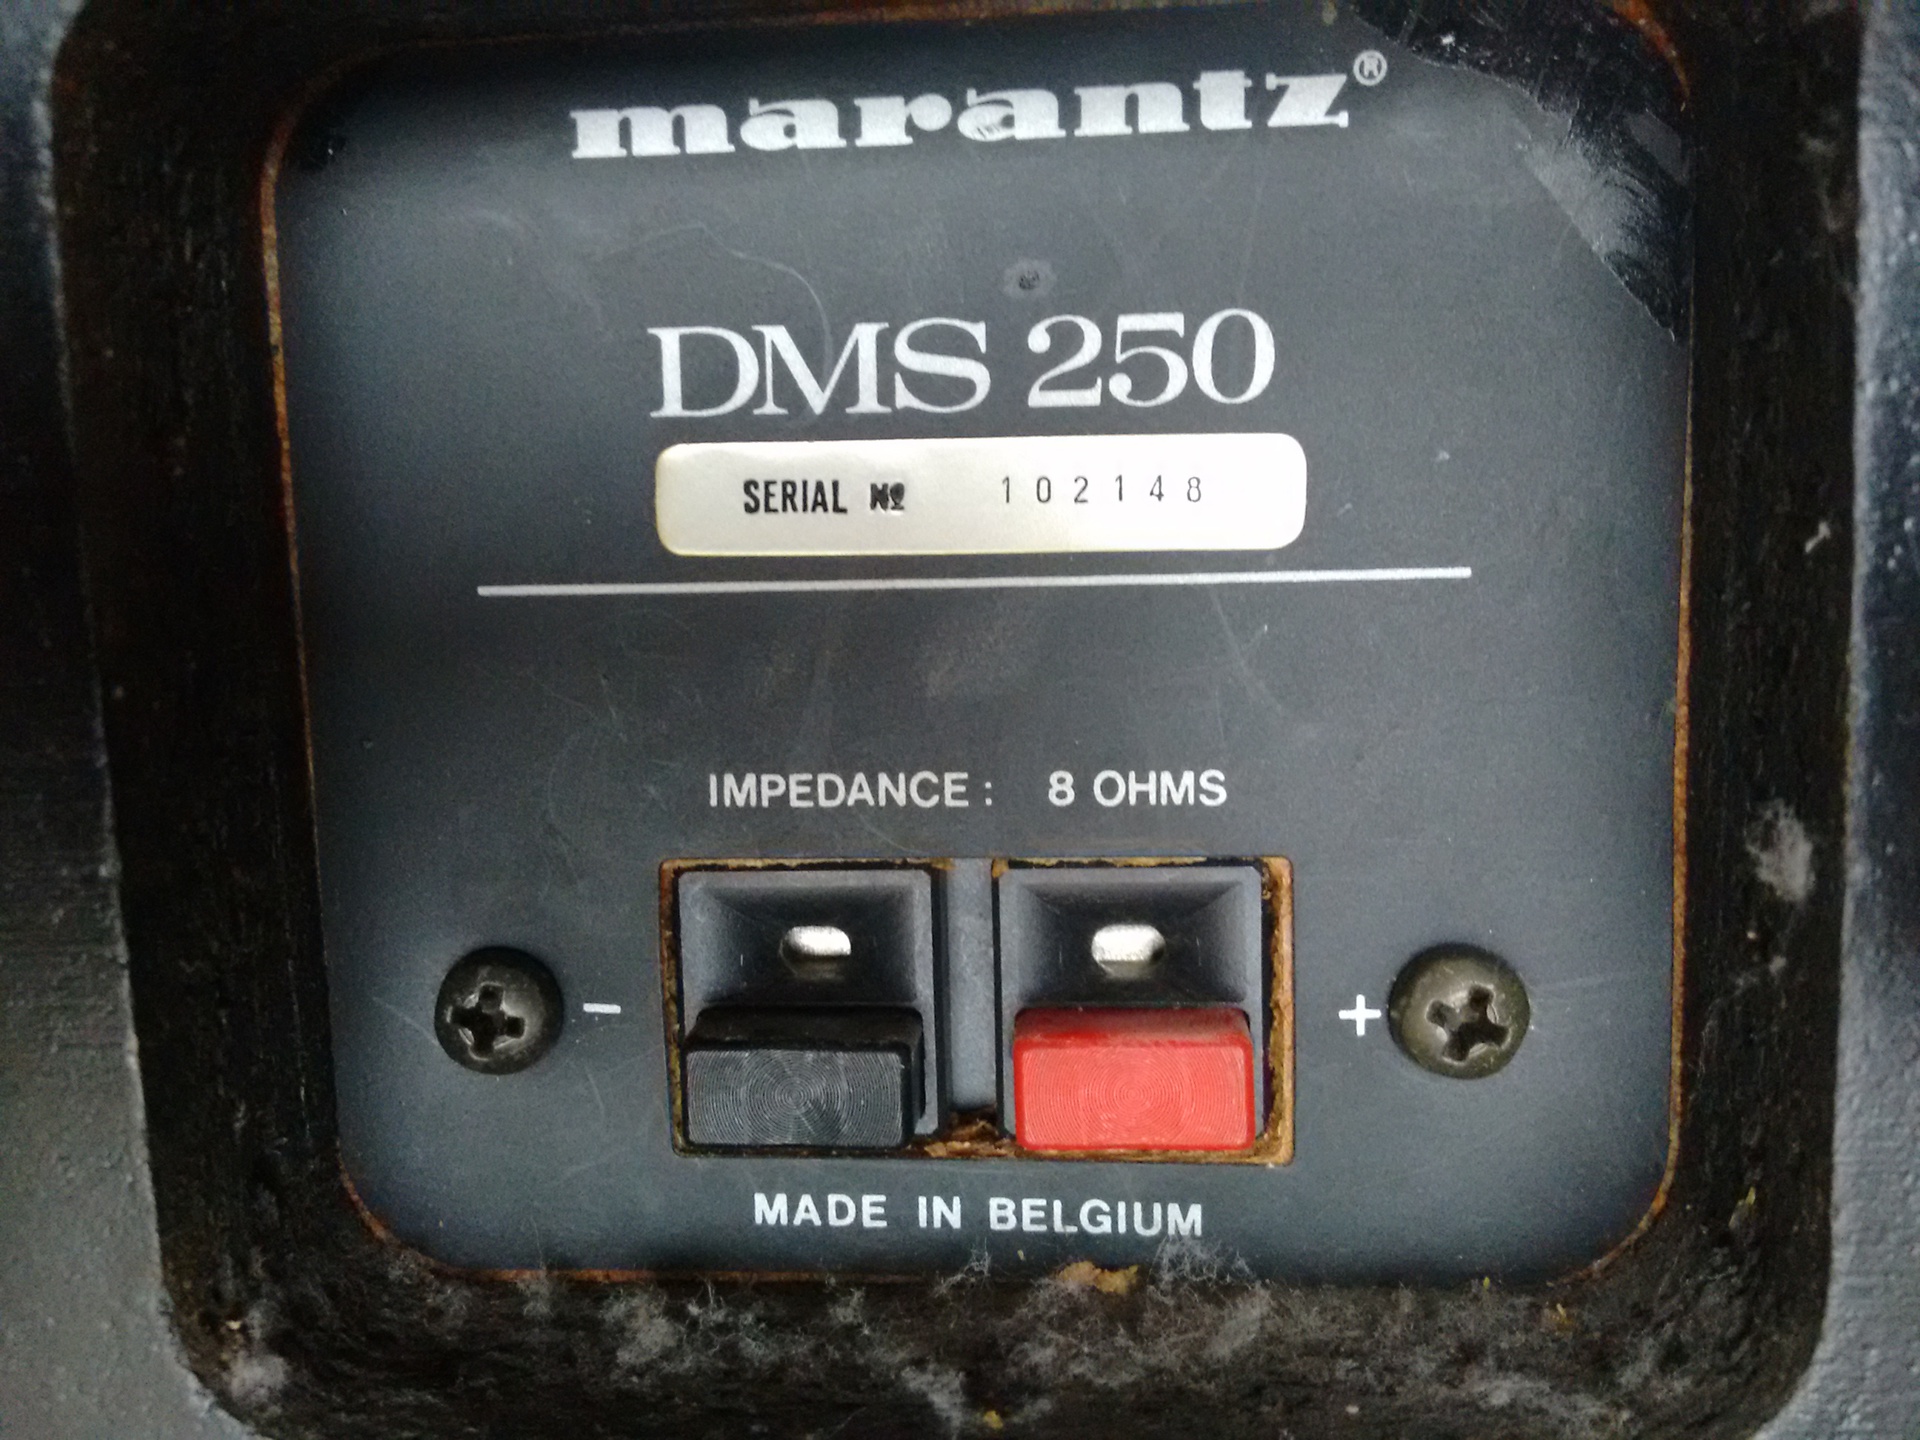 marantz®
DMS 250
SERIAL № 102148
IMPEDANCE: 8 OHMS
- +
MADE IN BELGIUM